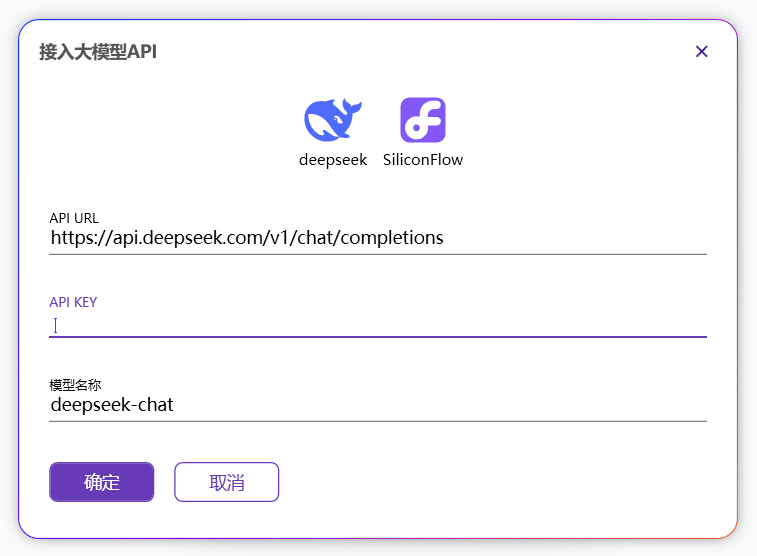 接入大模型API
deepseek SiliconFlow
API URL
https://api.deepseek.com/v1/chat/completions
API KEY
模型名称
deepseek-chat
确定 取消